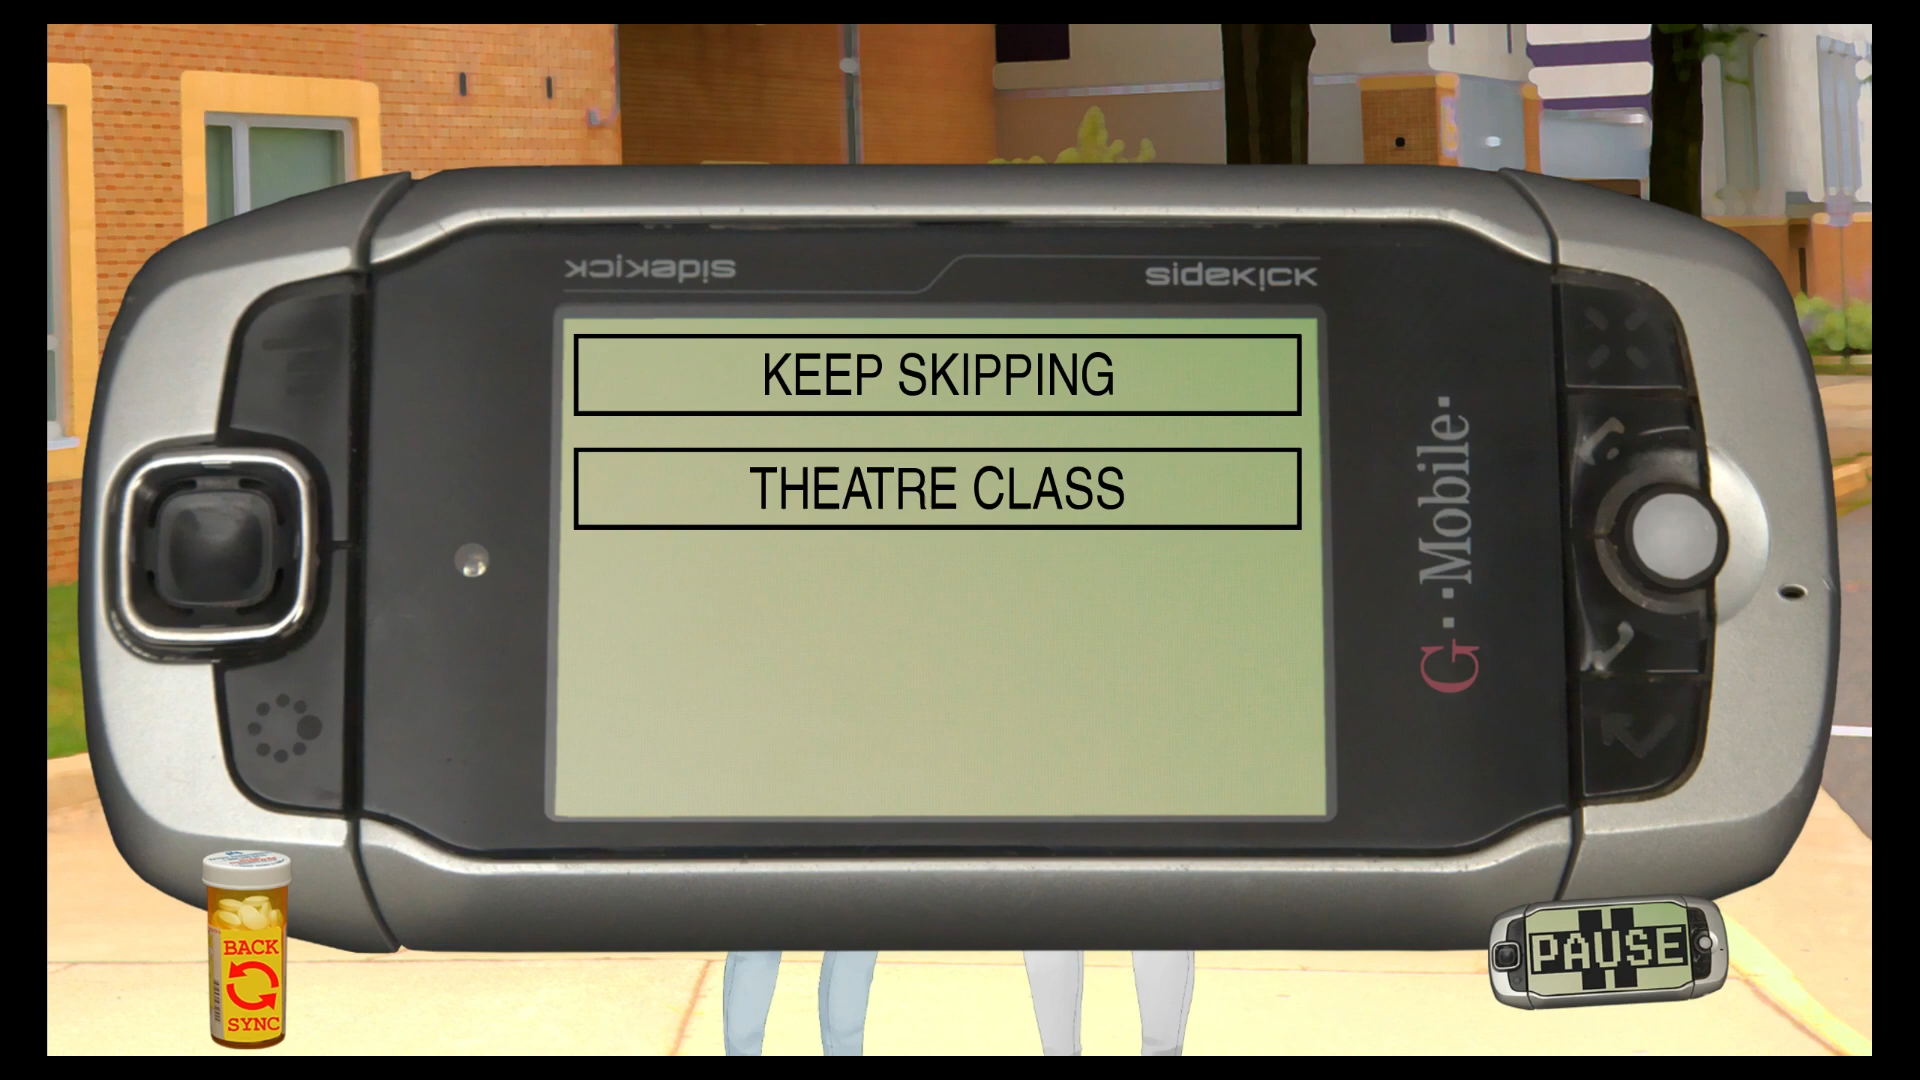 sidekick
sidekick
KEEP SKIPPING
THEATRE CLASS
G · ·Mobile·
BACK
SYNC
PAUSE